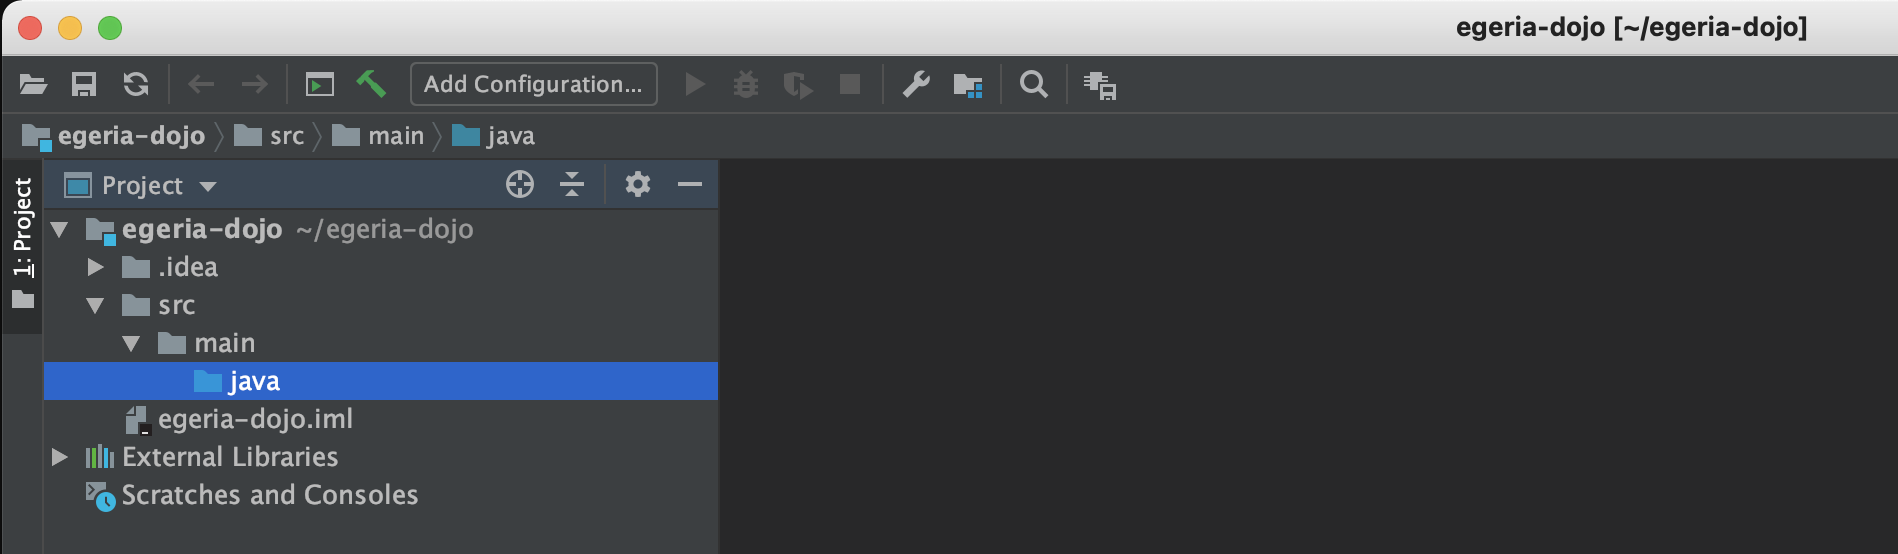 egeria-dojo [~/egeria-dojo]
Add Configuration...
egeria-dojo src main java
1: Project
Project
egeria-dojo ~/egeria-dojo
.idea
src
main
java
egeria-dojo.iml
External Libraries
Scratches and Consoles